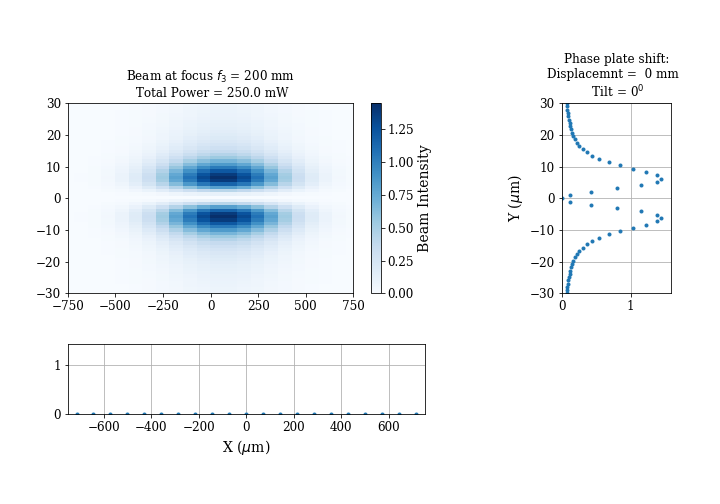 Beam at focus f₃ = 200 mm
Total Power = 250.0 mW
30
20
10
0
−10
−20
−30
−750 −500 −250 0 250 500 750
1.25
1.00
0.75
0.50
0.25
0.00
Beam Intensity
Phase plate shift:
Displacemnt = 0 mm
Tilt = 0⁰
Y (μm)
30
20
10
0
−10
−20
−30
0 1
1
0
−600 −400 −200 0 200 400 600
X (μm)